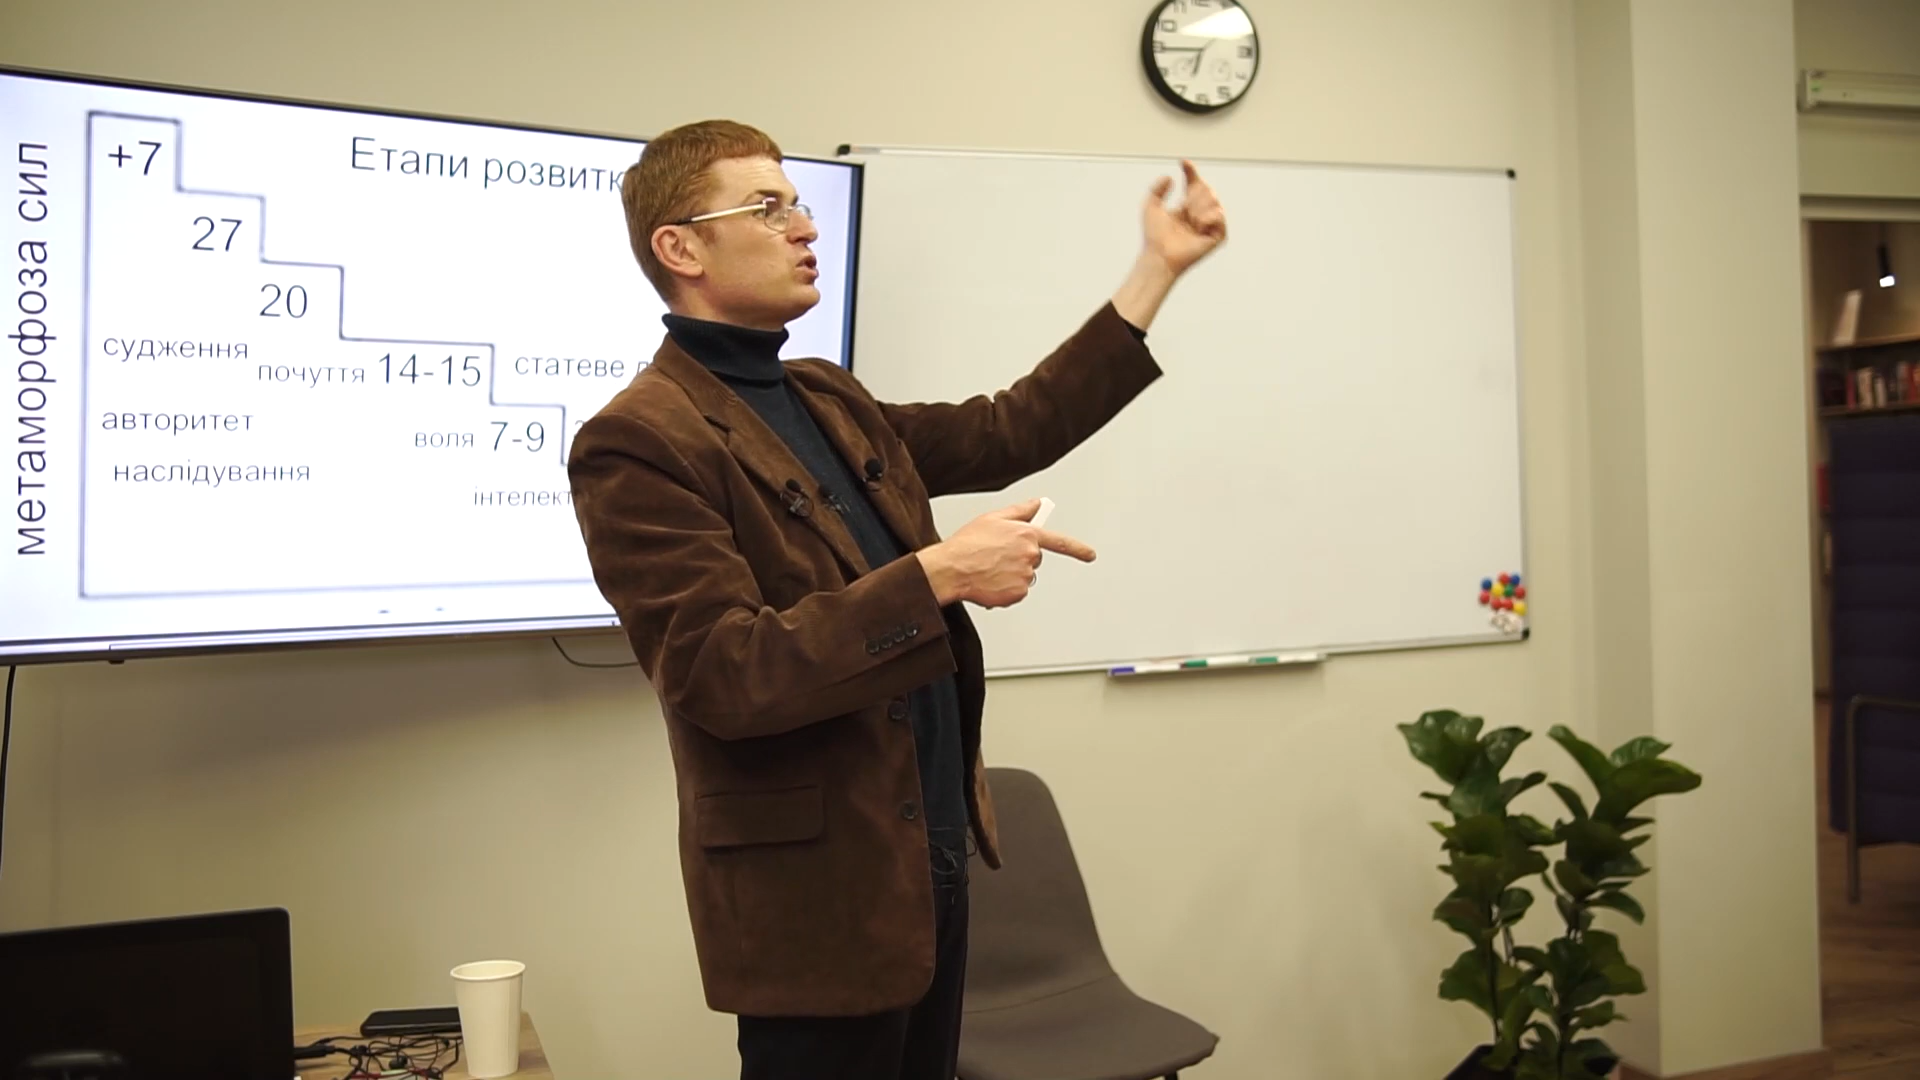 метаморфоза сил
Етапи розвитк
+7
27
20
судження
почуття 14-15 статеве
авторитет
воля 7-9
наслідування
інтелект